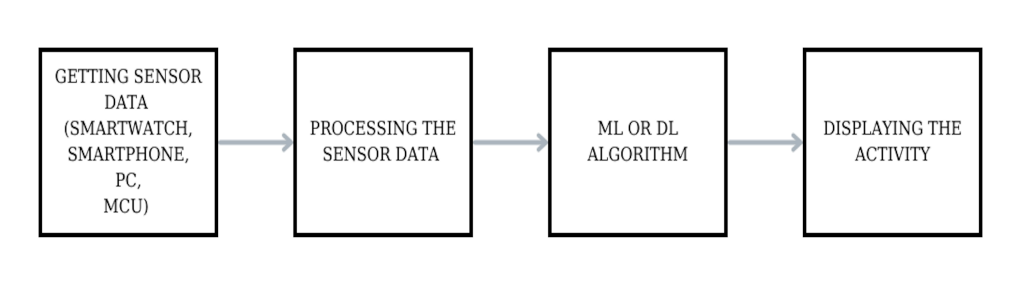 GETTING SENSOR
DATA
(SMARTWATCH,
SMARTPHONE,
PC,
MCU)
PROCESSING THE
SENSOR DATA
ML OR DL
ALGORITHM
DISPLAYING THE
ACTIVITY